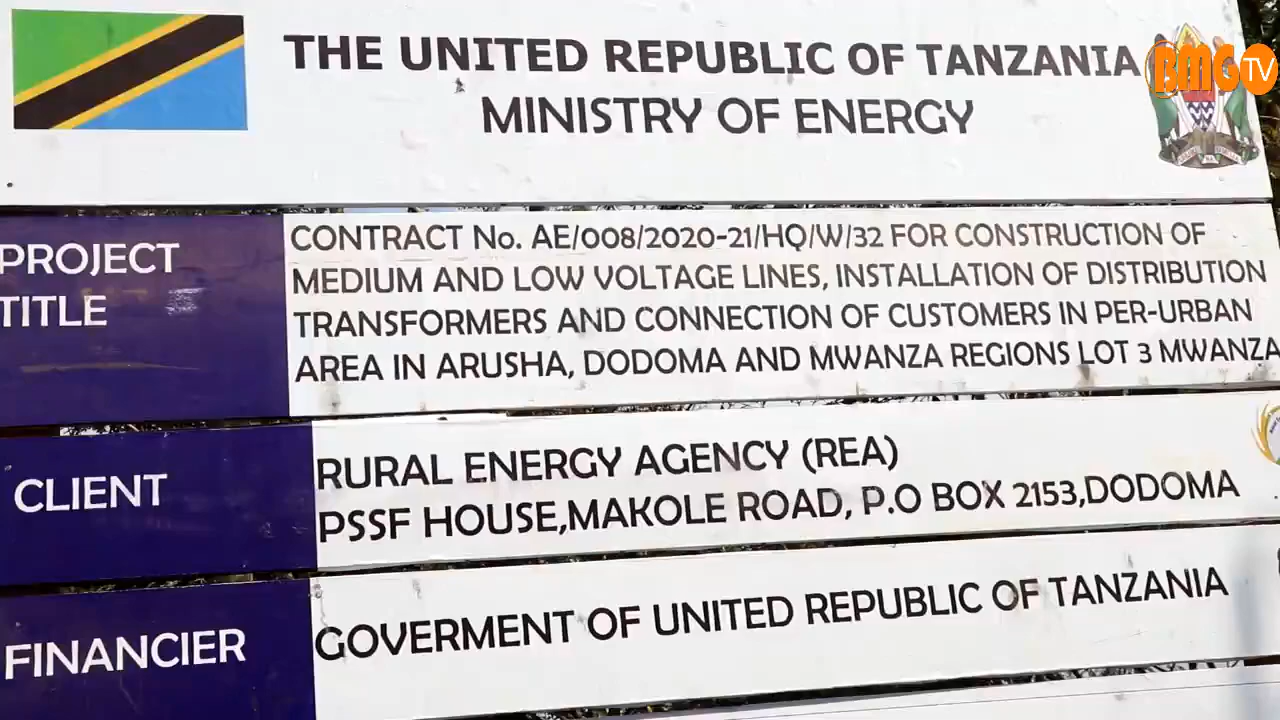 THE UNITED REPUBLIC OF TANZANIA
MINISTRY OF ENERGY
BMG TV
PROJECT
TITLE
CONTRACT No. AE/008/2020-21/HQ/W/32 FOR CONSTRUCTION OF
MEDIUM AND LOW VOLTAGE LINES, INSTALLATION OF DISTRIBUTION
TRANSFORMERS AND CONNECTION OF CUSTOMERS IN PER-URBAN
AREA IN ARUSHA, DODOMA AND MWANZA REGIONS LOT 3 MWANZA
CLIENT
RURAL ENERGY AGENCY (REA)
PSSF HOUSE,MAKOLE ROAD, P.O BOX 2153,DODOMA
FINANCIER
GOVERMENT OF UNITED REPUBLIC OF TANZANIA